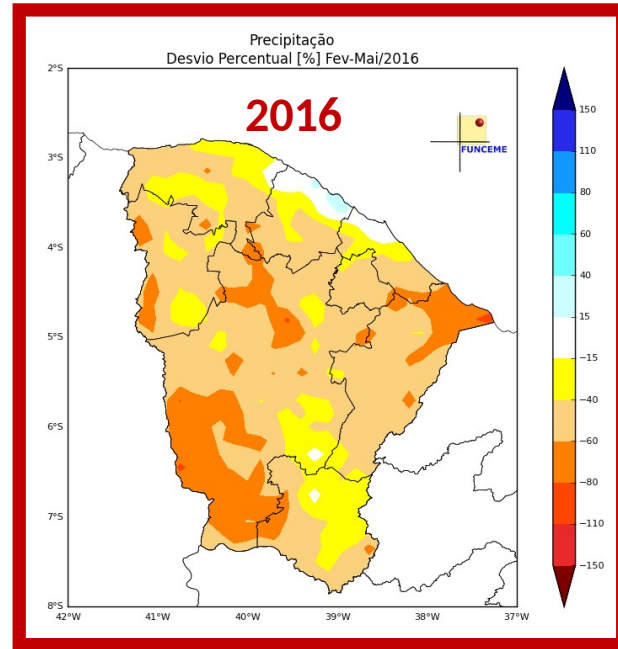 Precipitação
Desvio Percentual [%] Fev-Mai/2016
2016
FUNCEME
2°S
3°S
4°S
5°S
6°S
7°S
8°S
42°W 41°W 40°W 39°W 38°W 37°W
150
110
80
60
40
15
−15
−40
−60
−80
−110
−150